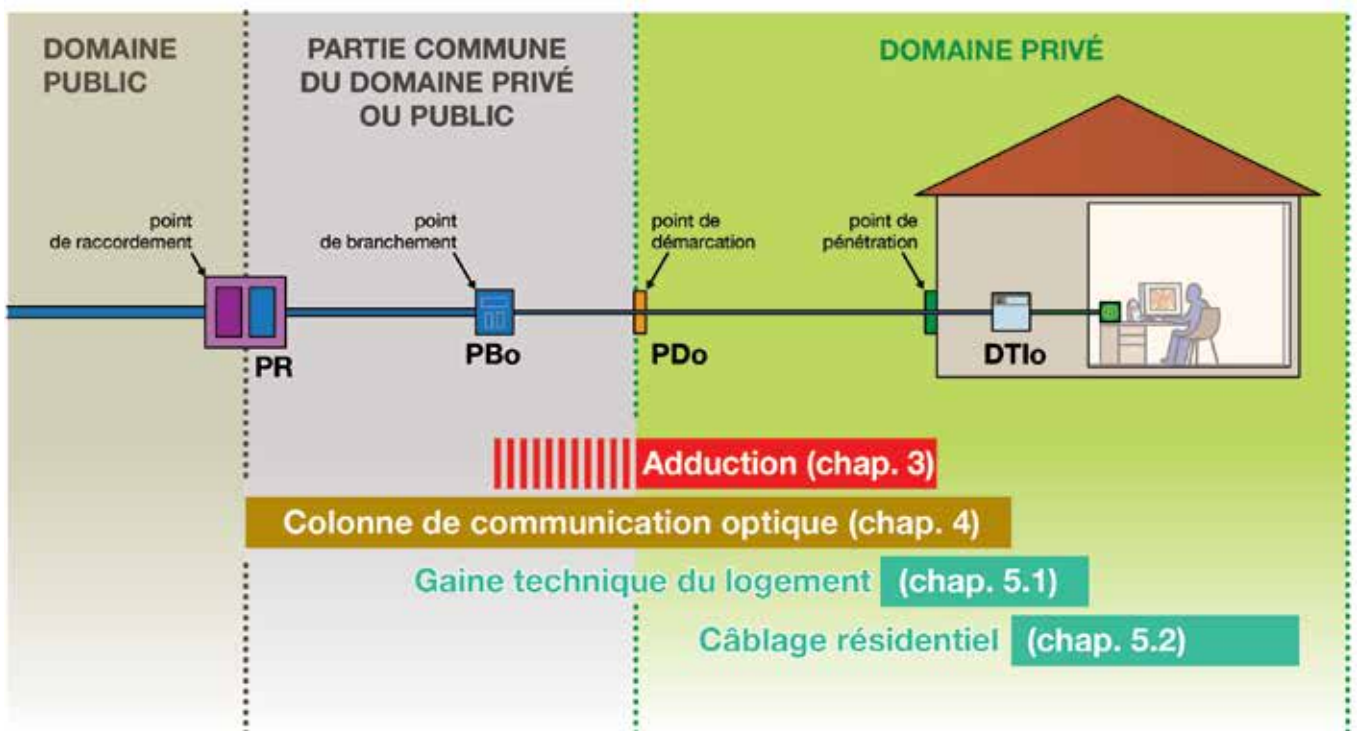 DOMAINE
PUBLIC
PARTIE COMMUNE
DU DOMAINE PRIVÉ
OU PUBLIC
DOMAINE PRIVÉ
point
de raccordement
point
de branchement
point de
démarcation
point de
pénétration
PR
PBo
PDo
DTIo
Adduction (chap. 3)
Colonne de communication optique (chap. 4)
Gaine technique du logement (chap. 5.1)
Câblage résidentiel (chap. 5.2)